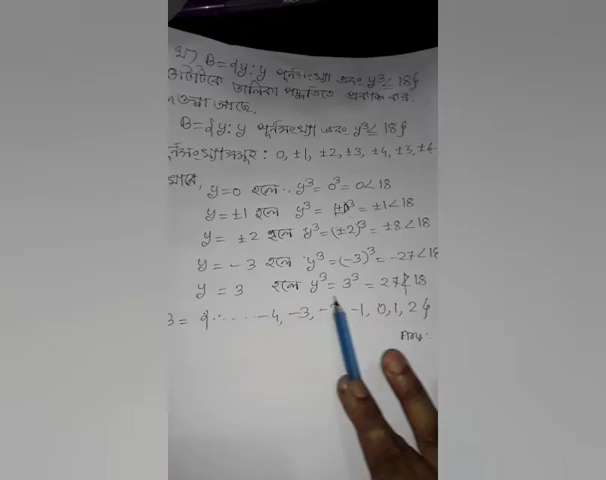 খ) B = {y : y পূর্ণসংখ্যা এবং y³ ≤ 18}
তালিকা পদ্ধতিতে প্রকাশ কর.
আছে,
B = {y : y পূর্ণসংখ্যা এবং y³ ≤ 18}
র্ণসংখ্যাসমূহ : 0, ±1, ±2, ±3, ±4, ±5, ±6
খানে,
y = 0 হলে y³ = 0³ = 0 < 18
y = ±1 হলে y³ = (±1)³ = ±1 < 18
y = ±2 হলে y³ = (±2)³ = ±8 < 18
y = -3 হলে y³ = (-3)³ = -27 < 18
y = 3 হলে y³ = 3³ = 27 ≮ 18
B = {...... -4, -3, -1, 0, 1, 2}
Ans.